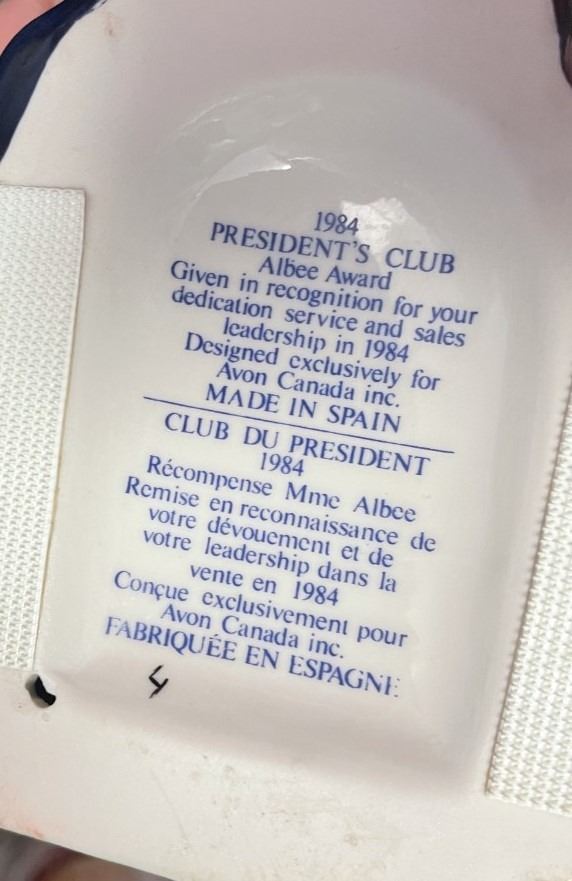 1984
PRESIDENT'S CLUB
Albee Award
Given in recognition for your
dedication service and sales
leadership in 1984
Designed exclusively for
Avon Canada inc.
MADE IN SPAIN
CLUB DU PRESIDENT
1984
Récompense Mme Albee
Remise en reconnaissance de
votre dévouement et de
votre leadership dans la
vente en 1984
Conçue exclusivement pour
Avon Canada inc.
FABRIQUÉE EN ESPAGNE
4